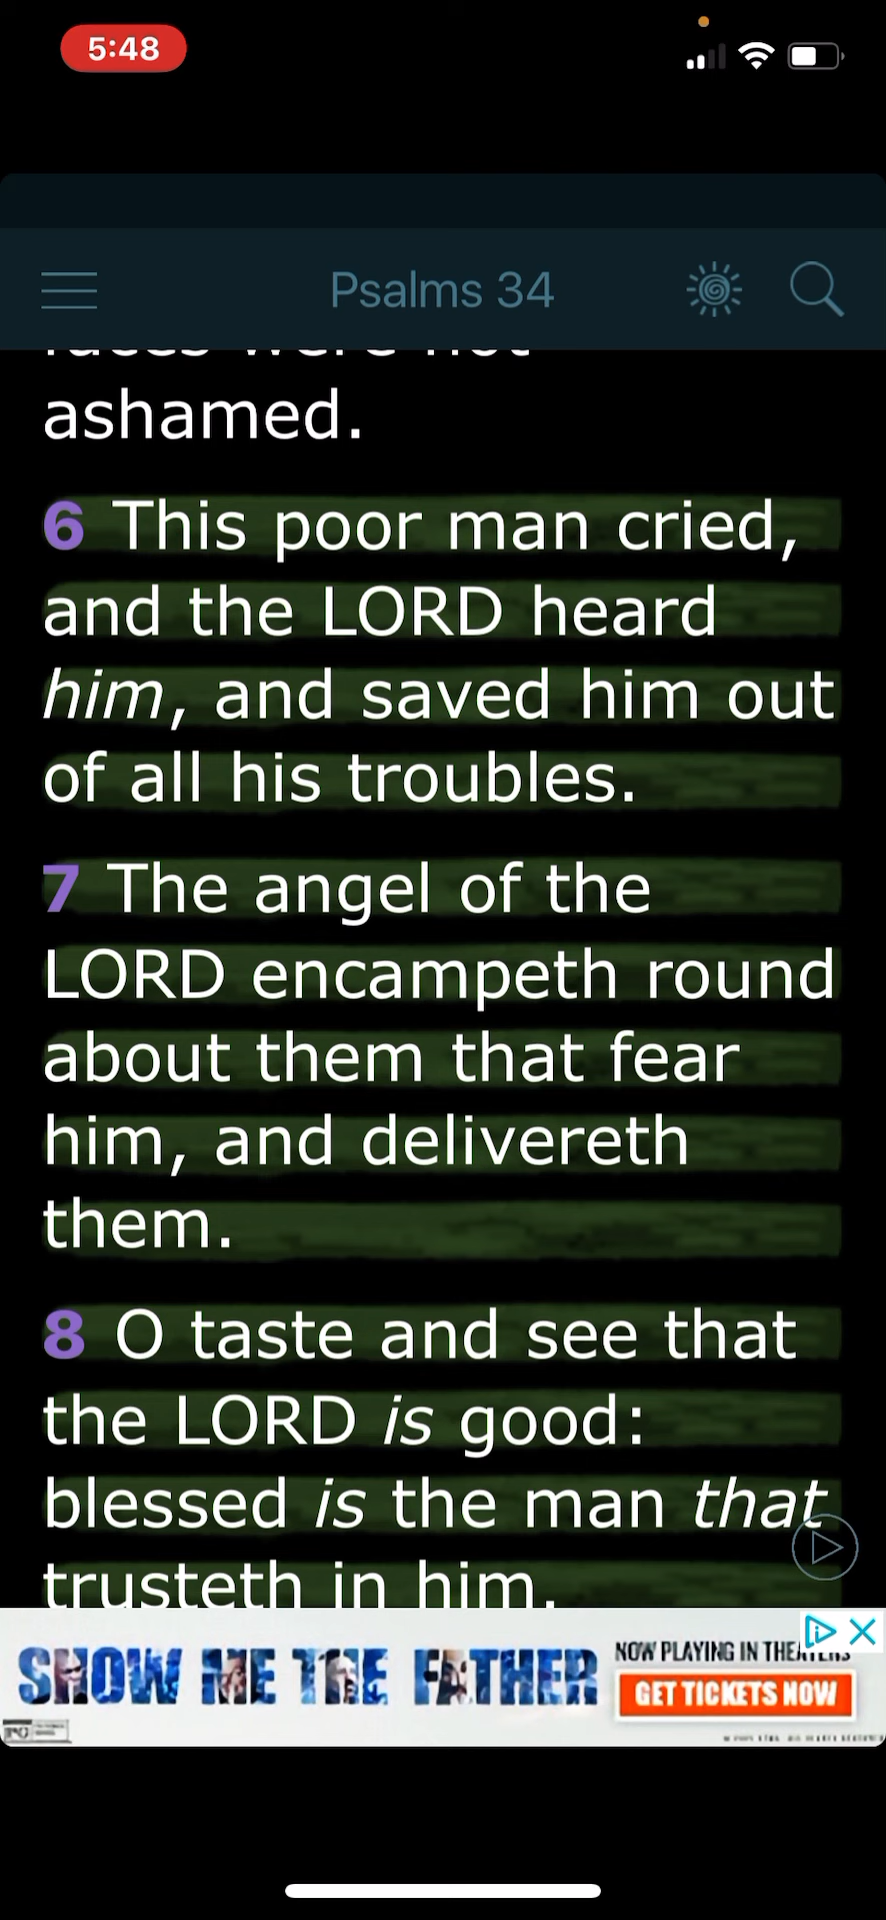 5:48
Psalms 34
ashamed.
6 This poor man cried,
and the LORD heard
him, and saved him out
of all his troubles.
7 The angel of the
LORD encampeth round
about them that fear
him, and delivereth
them.
8 O taste and see that
the LORD is good:
blessed is the man that
trusteth in him.
SHOW ME THE FATHER
NOW PLAYING IN THEATERS
GET TICKETS NOW
PG